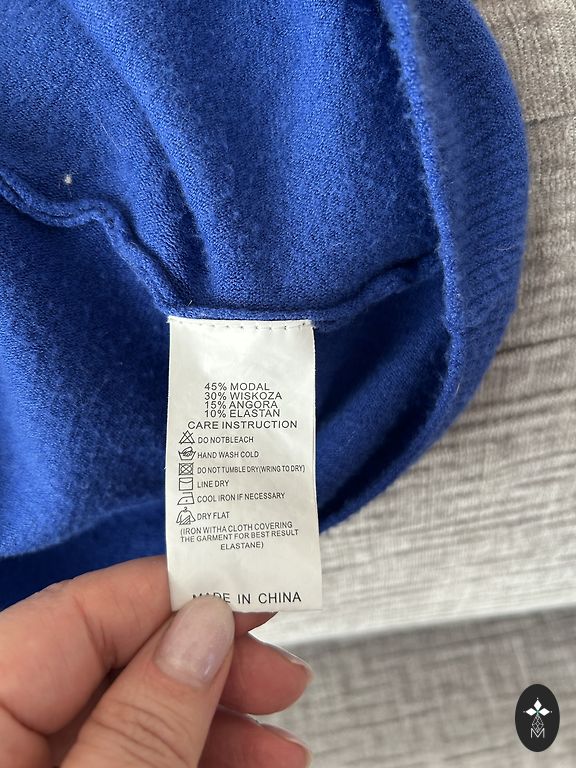 45% MODAL
30% WISKOZA
15% ANGORA
10% ELASTAN
CARE INSTRUCTION
DO NOTBLEACH
HAND WASH COLD
DO NOT TUMBLE DRY(WRING TO DRY)
LINE DRY
COOL IRON IF NECESSARY
DRY FLAT
(IRON WITHA CLOTH COVERING
THE GARMENT FOR BEST RESULT
ELASTANE)
MADE IN CHINA
M